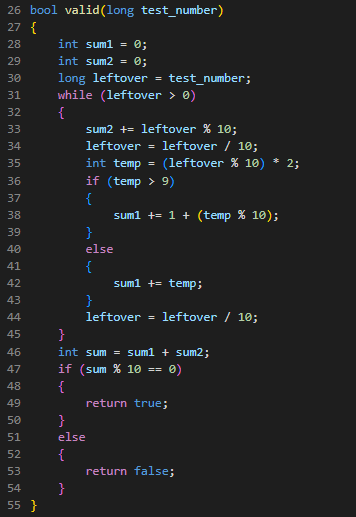 26 bool valid(long test_number)
27 {
28     int sum1 = 0;
29     int sum2 = 0;
30     long leftover = test_number;
31     while (leftover > 0)
32     {
33         sum2 += leftover % 10;
34         leftover = leftover / 10;
35         int temp = (leftover % 10) * 2;
36         if (temp > 9)
37         {
38             sum1 += 1 + (temp % 10);
39         }
40         else
41         {
42             sum1 += temp;
43         }
44         leftover = leftover / 10;
45     }
46     int sum = sum1 + sum2;
47     if (sum % 10 == 0)
48     {
49         return true;
50     }
51     else
52     {
53         return false;
54     }
55 }